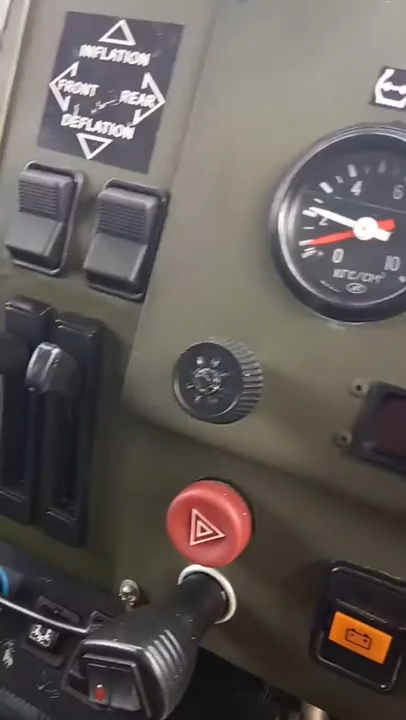 INFLATION
FRONT
REAR
DEFLATION
2
4
6
0
10
кгс/см²